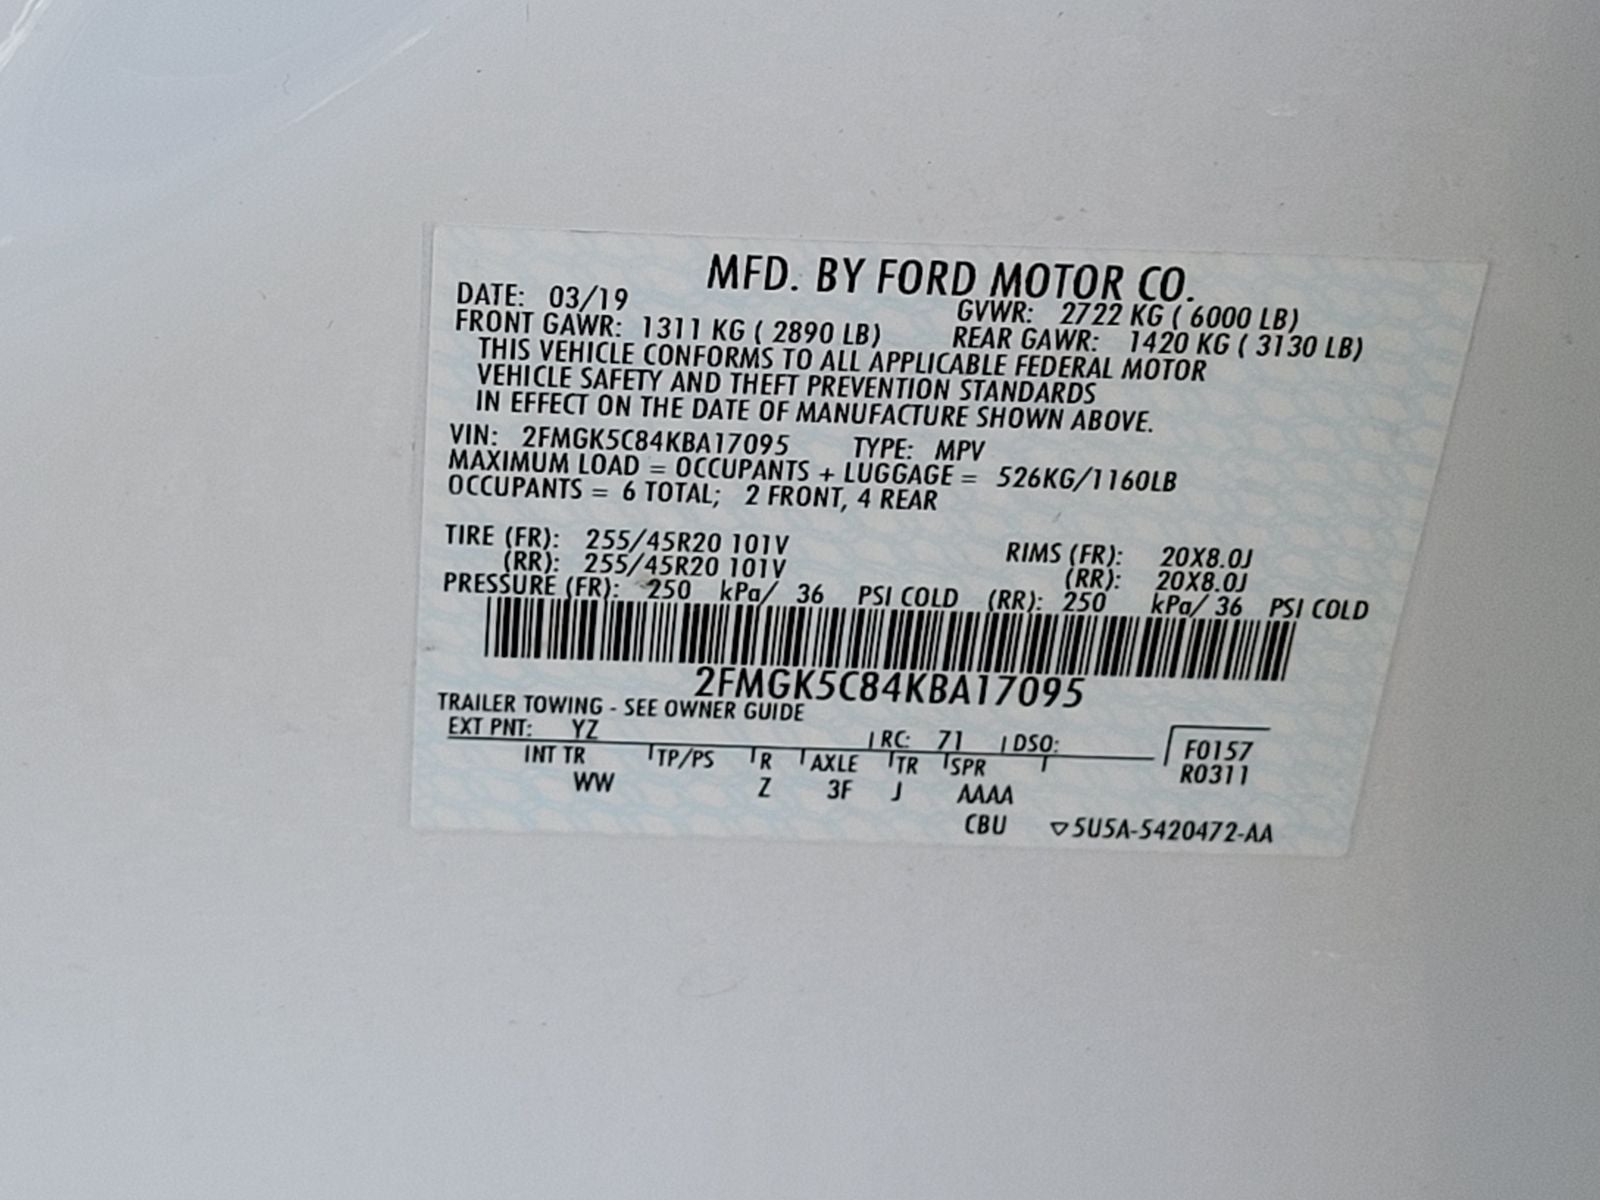 MFD. BY FORD MOTOR CO.
DATE: 03/19 GVWR: 2722 KG ( 6000 LB)
FRONT GAWR: 1311 KG ( 2890 LB) REAR GAWR: 1420 KG ( 3130 LB)
THIS VEHICLE CONFORMS TO ALL APPLICABLE FEDERAL MOTOR
VEHICLE SAFETY AND THEFT PREVENTION STANDARDS
IN EFFECT ON THE DATE OF MANUFACTURE SHOWN ABOVE.
VIN: 2FMGK5C84KBA17095 TYPE: MPV
MAXIMUM LOAD = OCCUPANTS + LUGGAGE = 526KG/1160LB
OCCUPANTS = 6 TOTAL; 2 FRONT, 4 REAR
TIRE (FR): 255/45R20 101V RIMS (FR): 20X8.0J
(RR): 255/45R20 101V (RR): 20X8.0J
PRESSURE (FR): 250 kPa/ 36 PSI COLD (RR): 250 kPa/ 36 PSI COLD
2FMGK5C84KBA17095
TRAILER TOWING - SEE OWNER GUIDE
EXT PNT: YZ RC: 71 DSO: F0157
INT TR TP/PS R AXLE TR SPR R0311
WW Z 3F J AAAA
CBU ▽5U5A-5420472-AA